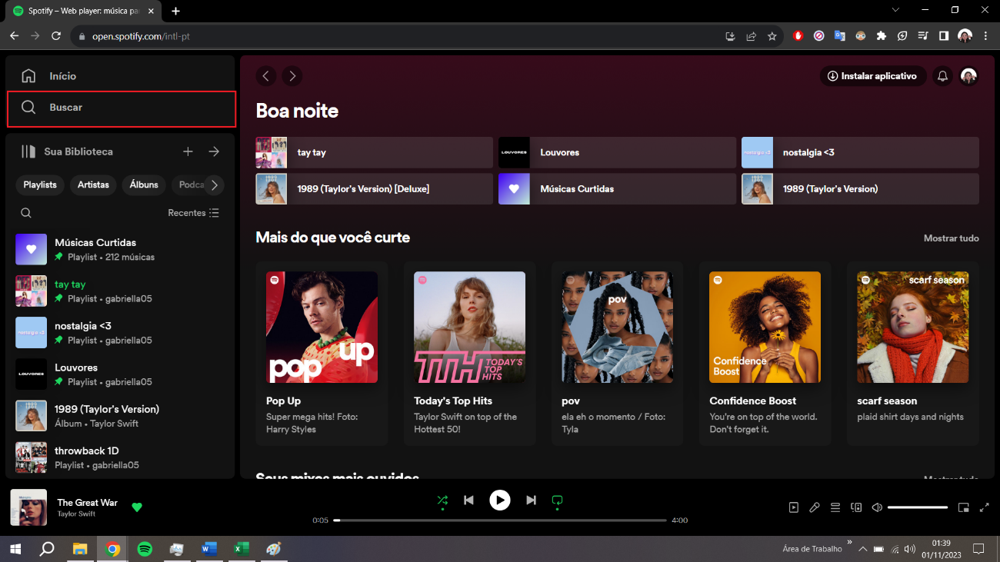 Spotify – Web player: música pa
open.spotify.com/intl-pt
Início
Buscar
Sua Biblioteca
Playlists Artistas Álbuns Podca
Recentes
Músicas Curtidas
Playlist • 212 músicas
tay tay
Playlist • gabriella05
nostalgia <3
Playlist • gabriella05
LOUVORES
Louvores
Playlist • gabriella05
1989 (Taylor's Version)
Álbum • Taylor Swift
throwback 1D
Playlist • gabriella05
Instalar aplicativo
Boa noite
tay tay
LOUVORES
Louvores
nostalgia <3
nostalgia <3
1989 (Taylor's Version) [Deluxe]
Músicas Curtidas
1989 (Taylor's Version)
Mais do que você curte
Mostrar tudo
pop up
Pop Up
Super mega hits! Foto:
Harry Styles
TTH TODAY'S
TOP
HITS
Today's Top Hits
Taylor Swift on top of the
Hottest 50!
pov
pov
ela eh o momento / Foto:
Tyla
Confidence
Boost
Confidence Boost
You're on top of the world.
Don't forget it.
scarf season
scarf season
plaid shirt days and nights
Seus mixes mais ouvidos
Mostrar tudo
The Great War
Taylor Swift
0:05
4:00
Área de Trabalho
01:39
01/11/2023